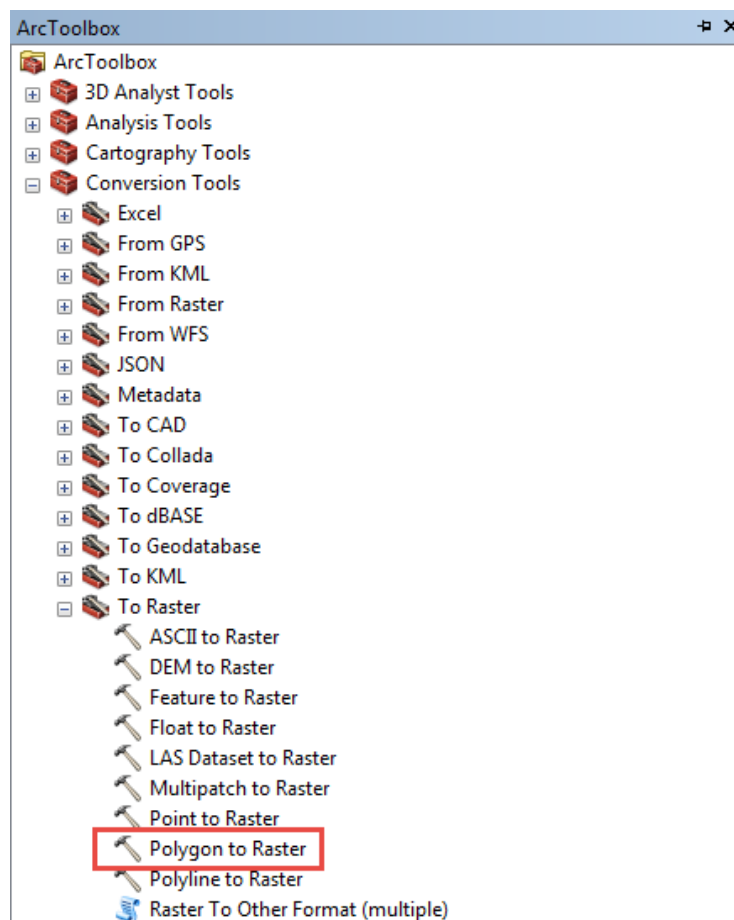 ArcToolbox
ArcToolbox
3D Analyst Tools
Analysis Tools
Cartography Tools
Conversion Tools
Excel
From GPS
From KML
From Raster
From WFS
JSON
Metadata
To CAD
To Collada
To Coverage
To dBASE
To Geodatabase
To KML
To Raster
ASCII to Raster
DEM to Raster
Feature to Raster
Float to Raster
LAS Dataset to Raster
Multipatch to Raster
Point to Raster
Polygon to Raster
Polyline to Raster
Raster To Other Format (multiple)